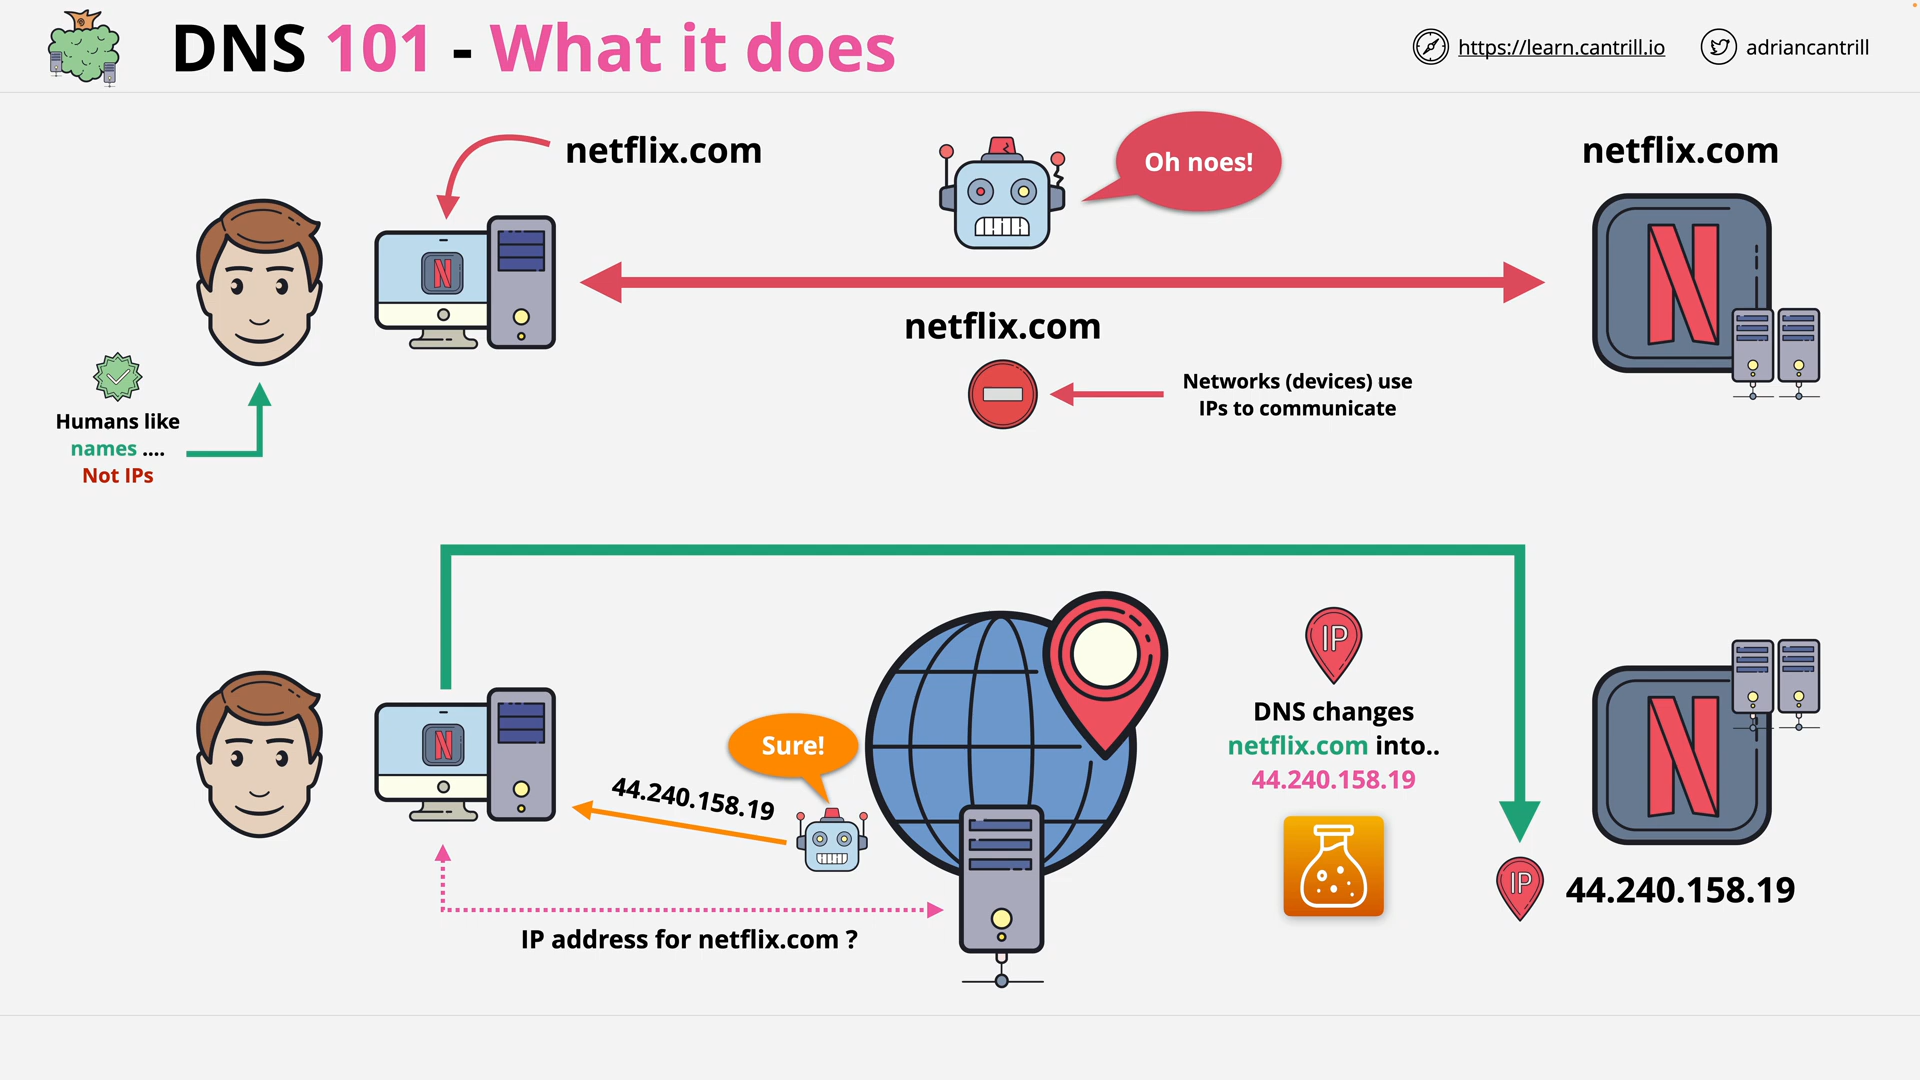 DNS 101 - What it does
https://learn.cantrill.io
adriancantrill
netflix.com
Oh noes!
netflix.com
N
N
netflix.com
Networks (devices) use
IPs to communicate
Humans like
names ....
Not IPs
IP
DNS changes
netflix.com into..
44.240.158.19
Sure!
44.240.158.19
N
N
IP
44.240.158.19
IP address for netflix.com ?